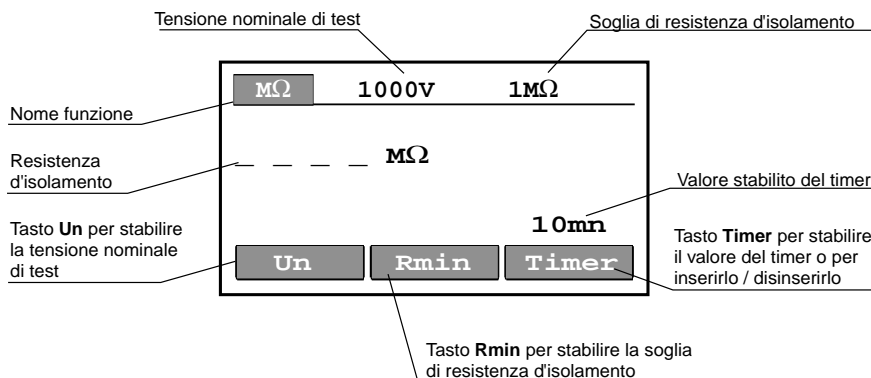 Tensione nominale di test
Soglia di resistenza d'isolamento
MΩ 1000V 1MΩ
Nome funzione
Resistenza
d'isolamento
_ _ _ _ MΩ
Valore stabilito del timer
10mn
Tasto Un per stabilire
la tensione nominale
di test
Un Rmin Timer
Tasto Timer per stabilire
il valore del timer o per
inserirlo / disinserirlo
Tasto Rmin per stabilire la soglia
di resistenza d'isolamento